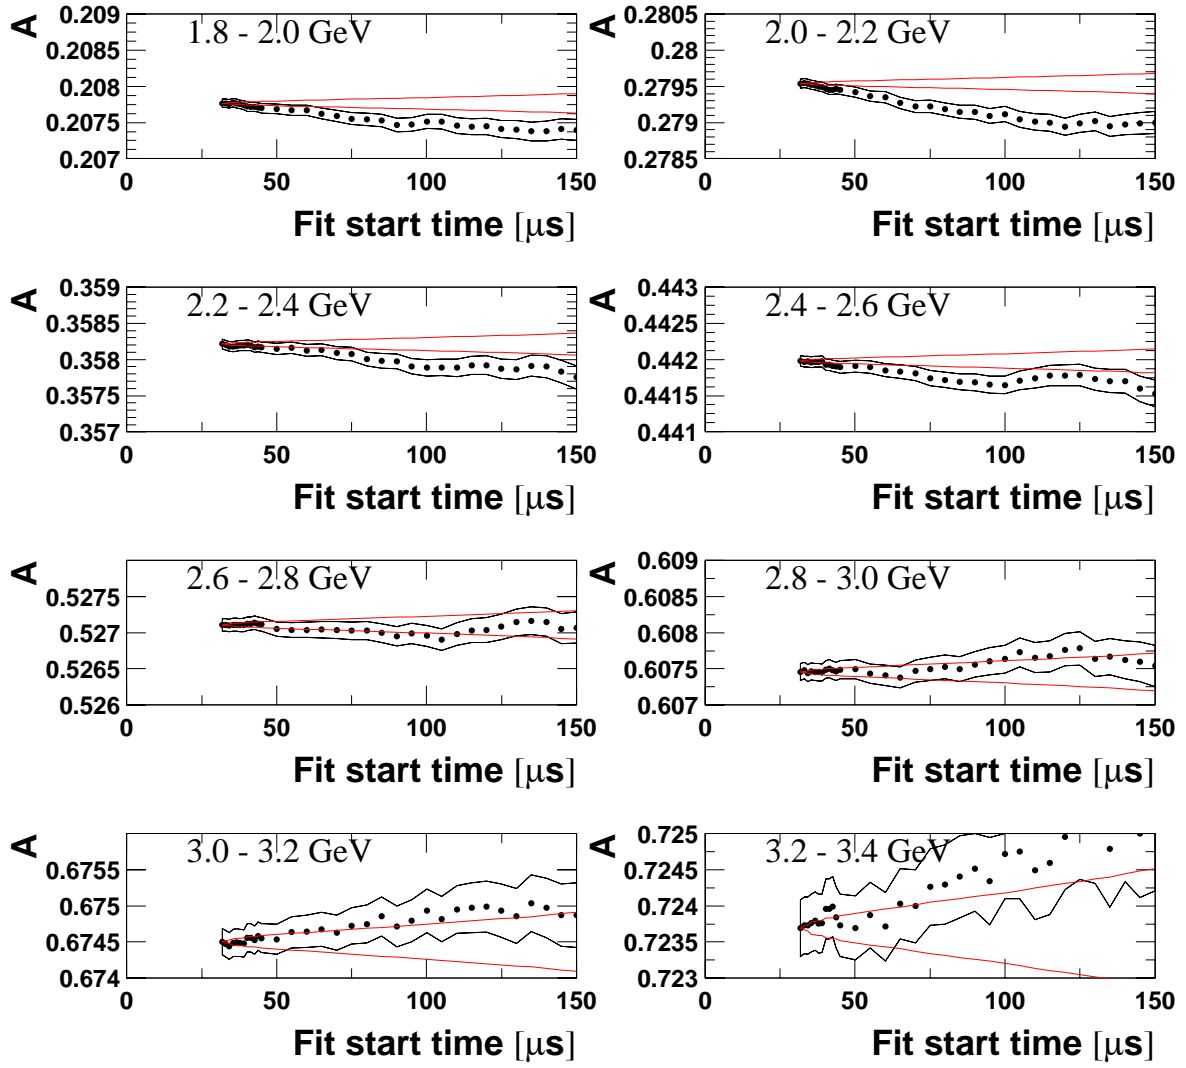 A
0.209
0.2085
0.208
0.2075
0.207
1.8 - 2.0 GeV
0 50 100 150
Fit start time [μs]
A
0.2805
0.28
0.2795
0.279
0.2785
2.0 - 2.2 GeV
0 50 100 150
Fit start time [μs]
A
0.359
0.3585
0.358
0.3575
0.357
2.2 - 2.4 GeV
0 50 100 150
Fit start time [μs]
A
0.443
0.4425
0.442
0.4415
0.441
2.4 - 2.6 GeV
0 50 100 150
Fit start time [μs]
A
0.5275
0.527
0.5265
0.526
2.6 - 2.8 GeV
0 50 100 150
Fit start time [μs]
A
0.609
0.6085
0.608
0.6075
0.607
2.8 - 3.0 GeV
0 50 100 150
Fit start time [μs]
A
0.6755
0.675
0.6745
0.674
3.0 - 3.2 GeV
0 50 100 150
Fit start time [μs]
A
0.725
0.7245
0.724
0.7235
0.723
3.2 - 3.4 GeV
0 50 100 150
Fit start time [μs]